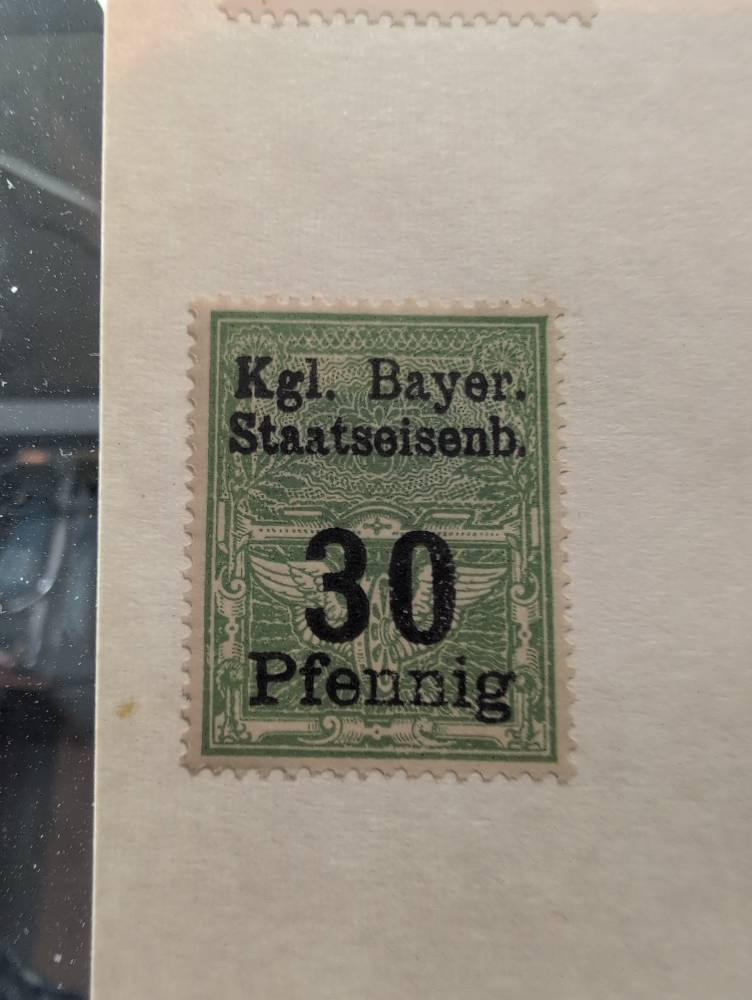 Kgl. Bayer.
Staatseisenb.
30
Pfennig